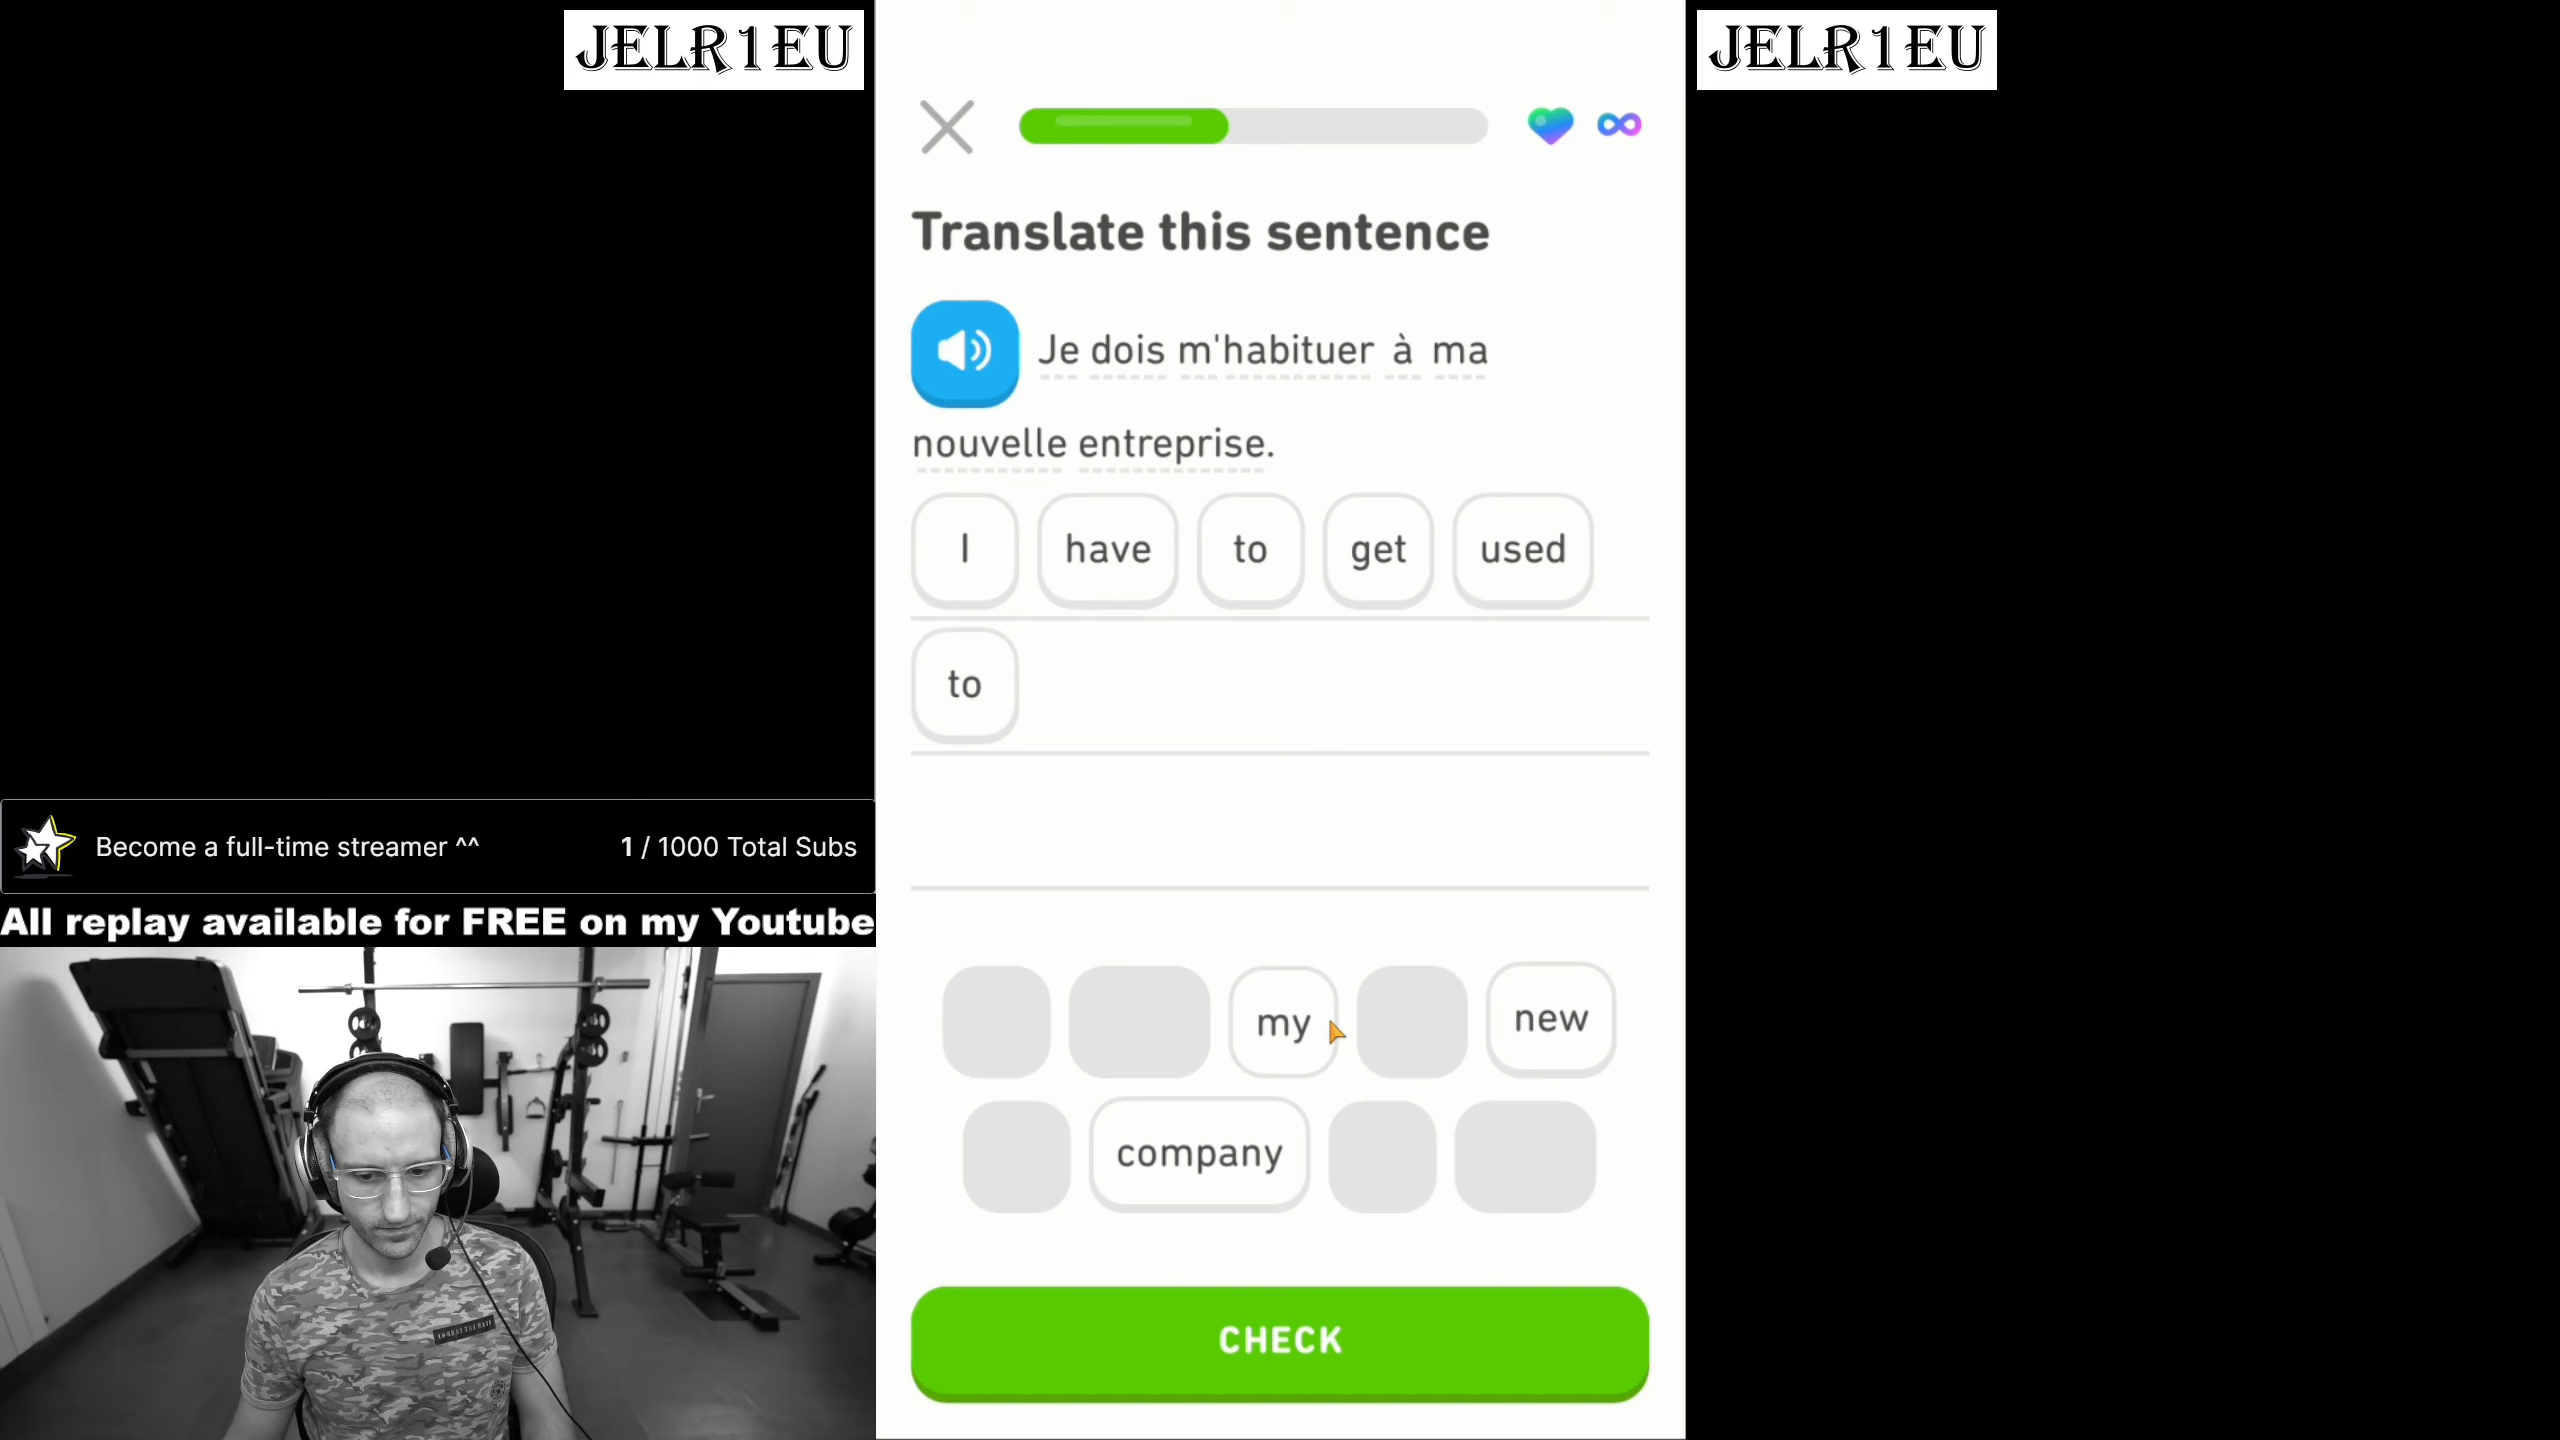 JELR1EU
JELR1EU
Translate this sentence
Je dois m'habituer à ma
nouvelle entreprise.
I have to get used
to
Become a full-time streamer ^^ 1 / 1000 Total Subs
All replay available for FREE on my Youtube
my new
company
CHECK